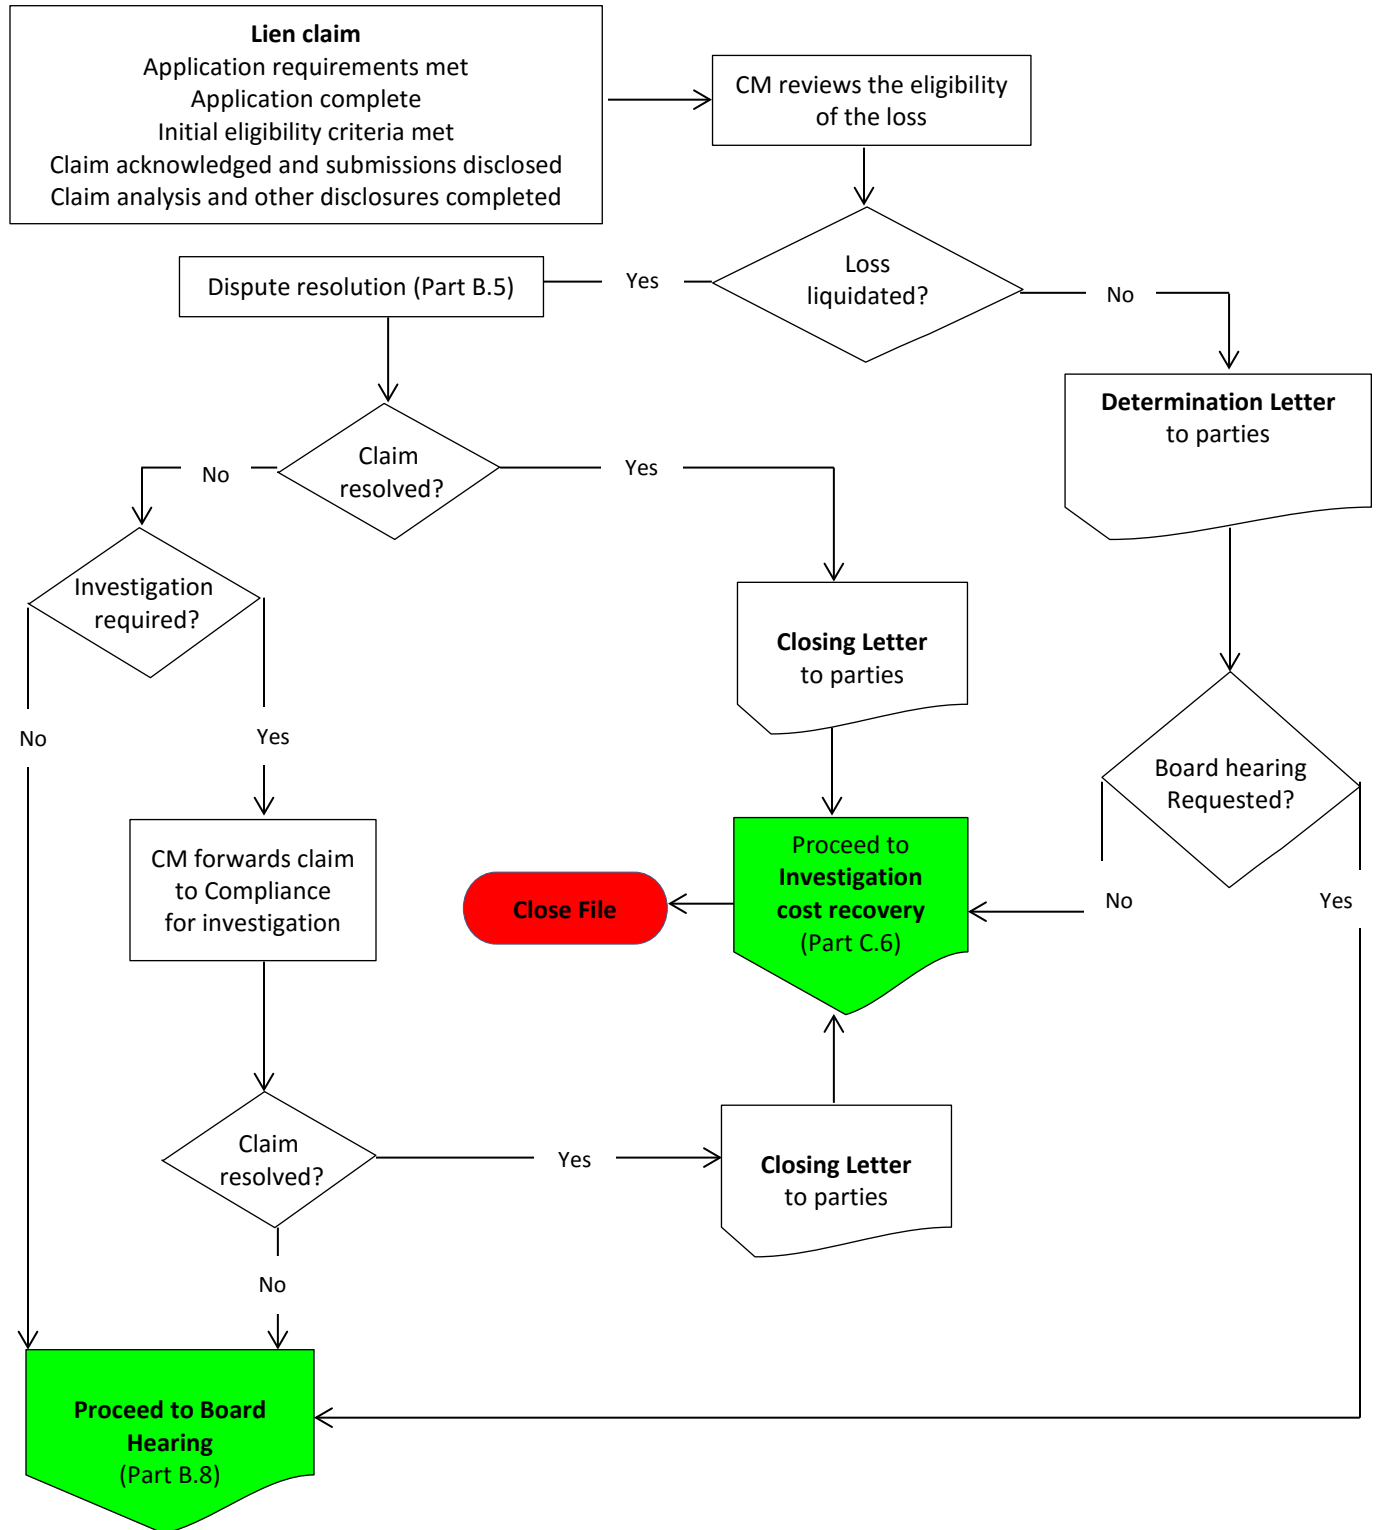 Lien claim
Application requirements met
Application complete
Initial eligibility criteria met
Claim acknowledged and submissions disclosed
Claim analysis and other disclosures completed
CM reviews the eligibility
of the loss
Loss
liquidated?
Yes
No
Dispute resolution (Part B.5)
Determination Letter
to parties
Claim
resolved?
No
Yes
Investigation
required?
Closing Letter
to parties
No
Yes
Board hearing
Requested?
No
Yes
CM forwards claim
to Compliance
for investigation
Proceed to
Investigation
cost recovery
(Part C.6)
Close File
Claim
resolved?
Yes
Closing Letter
to parties
No
Proceed to Board
Hearing
(Part B.8)